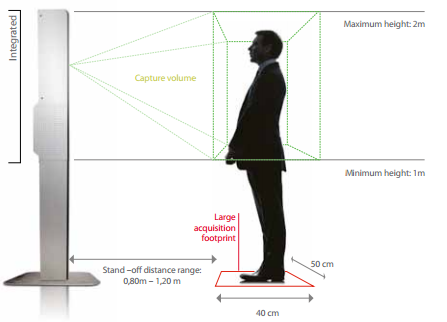 Integrated
Maximum height: 2m
Capture volume
Minimum height: 1m
Large
acquisition
footprint
Stand –off distance range:
0,80m – 1,20 m
50 cm
40 cm